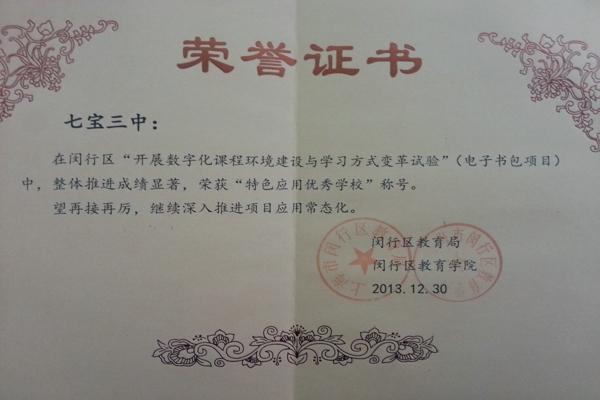 荣誉证书
七宝三中：
在闵行区“开展数字化课程环境建设与学习方式变革试验”（电子书包项目）
中，整体推进成绩显著，荣获“特色应用优秀学校”称号。
望再接再厉，继续深入推进项目应用常态化。
闵行区教育局
闵行区教育学院
2013.12.30
上海市闵行区教育局
市闵行区教育